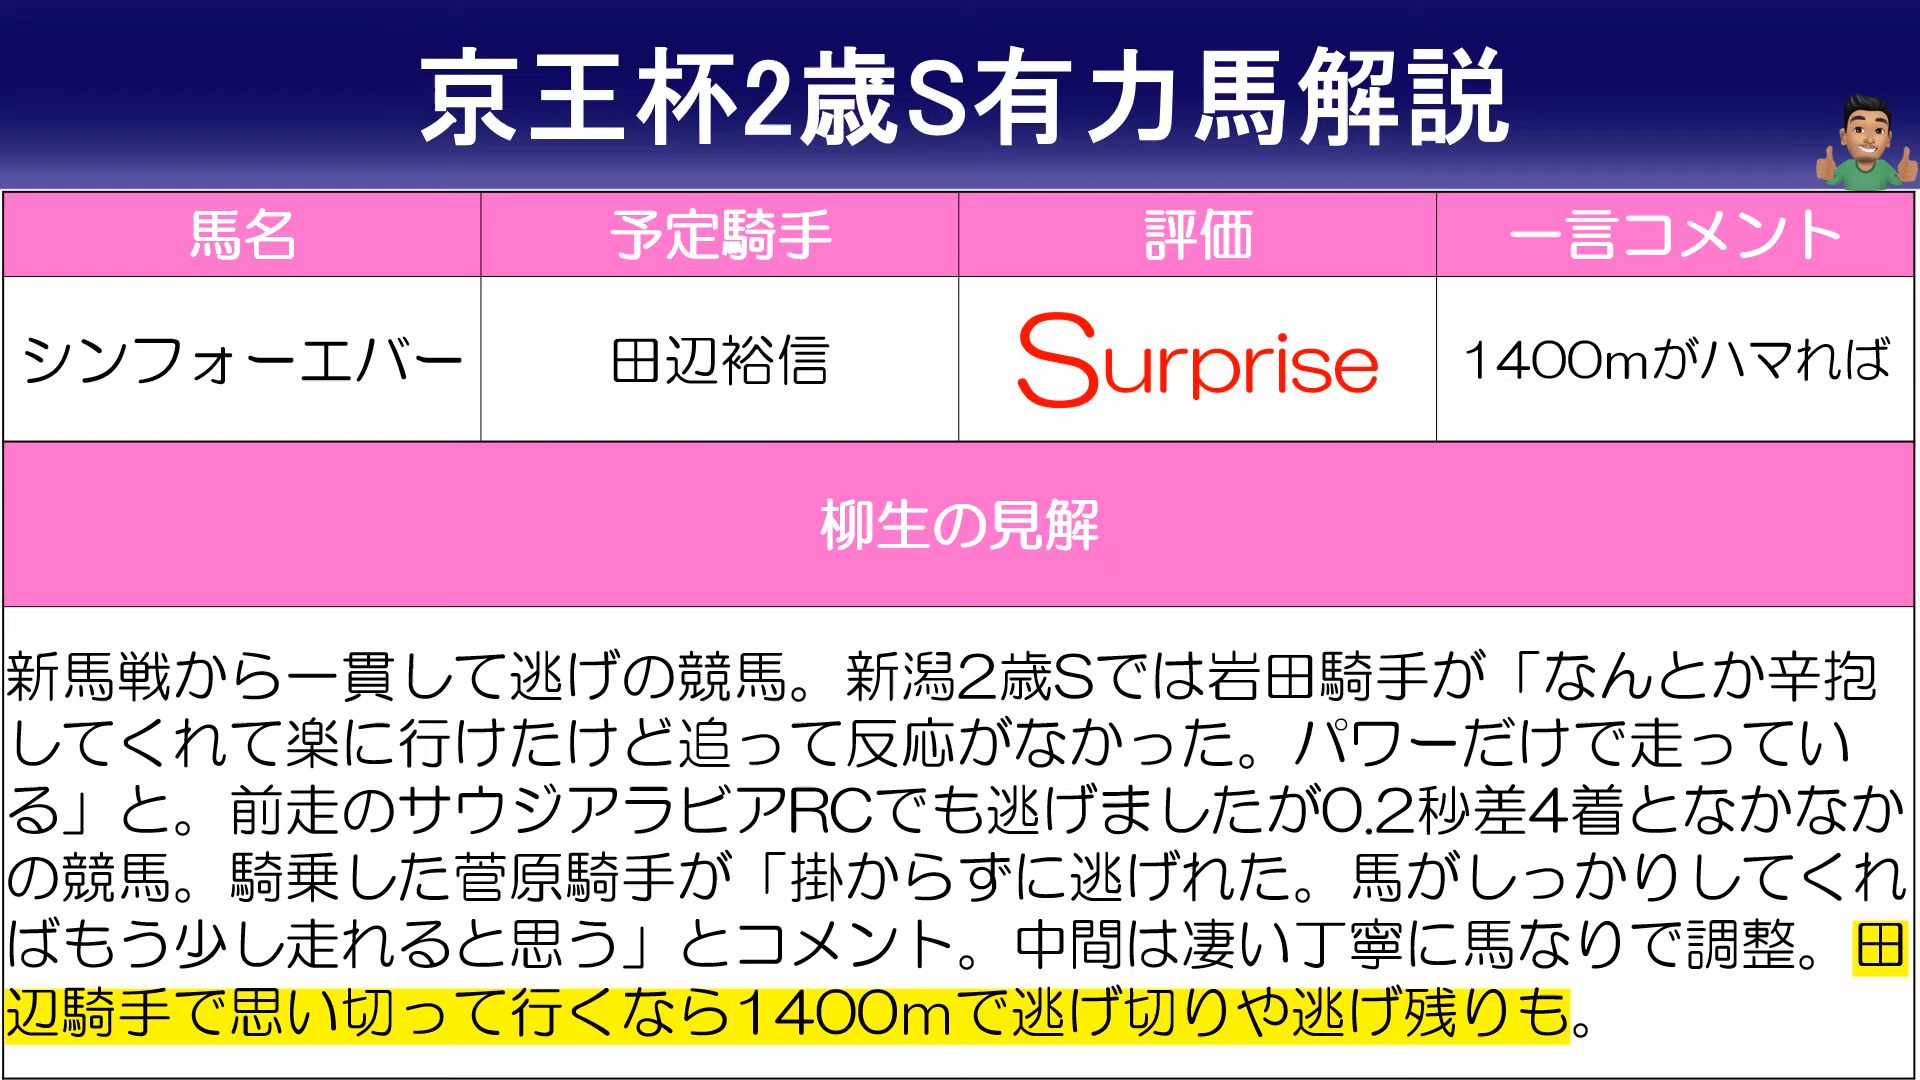 京王杯2歳S有力馬解説
馬名 予定騎手 評価 一言コメント
シンフォーエバー 田辺裕信 Surprise 1400mがハマれば
柳生の見解
新馬戦から一貫して逃げの競馬。新潟2歳Sでは岩田騎手が「なんとか辛抱
してくれて楽に行けたけど追って反応がなかった。パワーだけで走ってい
る」と。前走のサウジアラビアRCでも逃げましたが0.2秒差4着となかなか
の競馬。騎乗した菅原騎手が「掛からずに逃げれた。馬がしっかりしてくれ
ばもう少し走れると思う」とコメント。中間は凄い丁寧に馬なりで調整。田
辺騎手で思い切って行くなら1400mで逃げ切りや逃げ残りも。